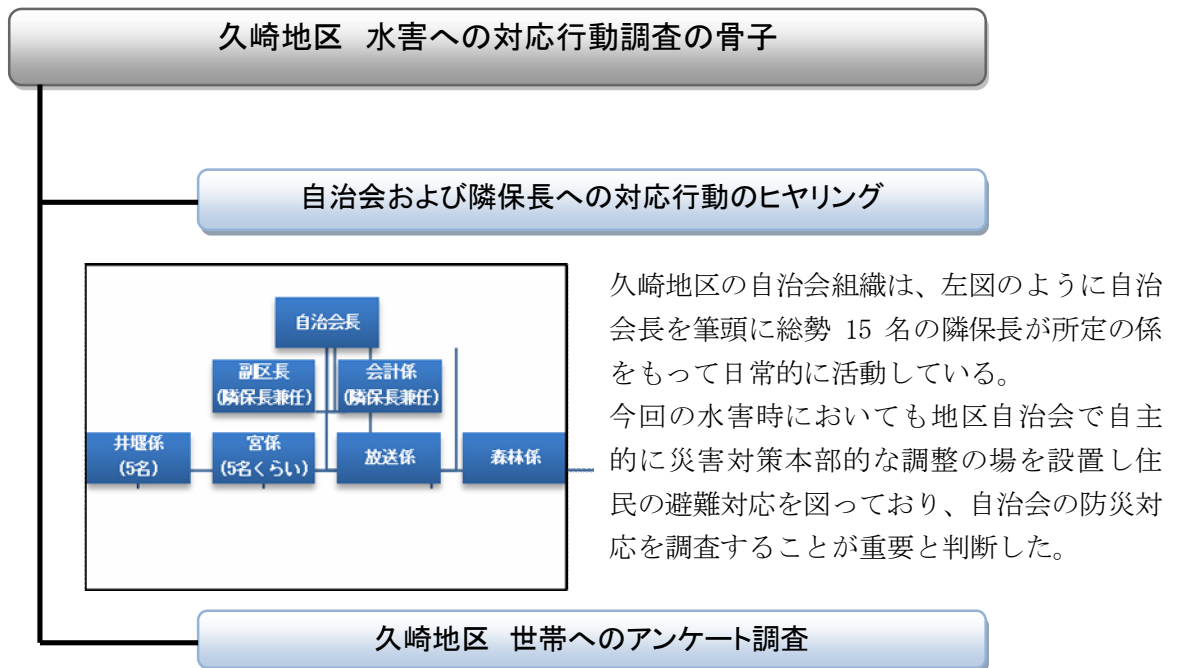 久崎地区 水害への対応行動調査の骨子
自治会および隣保長への対応行動のヒヤリング
自治会長
副区長
(隣保長兼任)
会計係
(隣保長兼任)
井堰係
(5名)
宮係
(5名くらい)
放送係
森林係
久崎地区の自治会組織は、左図のように自治
会長を筆頭に総勢 15 名の隣保長が所定の係
をもって日常的に活動している。
今回の水害時においても地区自治会で自主
的に災害対策本部的な調整の場を設置し住
民の避難対応を図っており、自治会の防災対
応を調査することが重要と判断した。
久崎地区 世帯へのアンケート調査